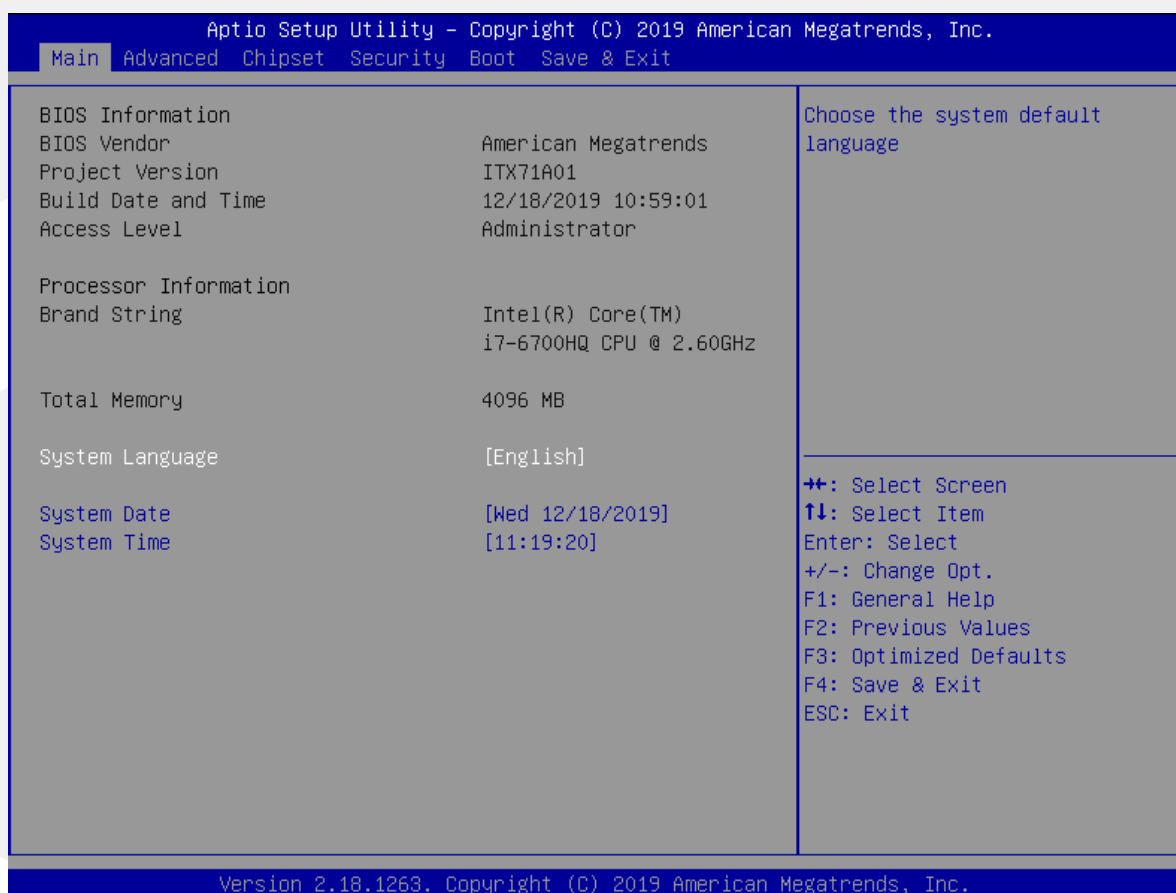 Aptio Setup Utility – Copyright (C) 2019 American Megatrends, Inc.
Main Advanced Chipset Security Boot Save & Exit
BIOS Information
BIOS Vendor American Megatrends
Project Version ITX71A01
Build Date and Time 12/18/2019 10:59:01
Access Level Administrator
Processor Information
Brand String Intel(R) Core(TM)
i7-6700HQ CPU @ 2.60GHz
Total Memory 4096 MB
System Language [English]
System Date [Wed 12/18/2019]
System Time [11:19:20]
Choose the system default
language
→←: Select Screen
↑↓: Select Item
Enter: Select
+/-: Change Opt.
F1: General Help
F2: Previous Values
F3: Optimized Defaults
F4: Save & Exit
ESC: Exit
Version 2.18.1263. Copyright (C) 2019 American Megatrends, Inc.